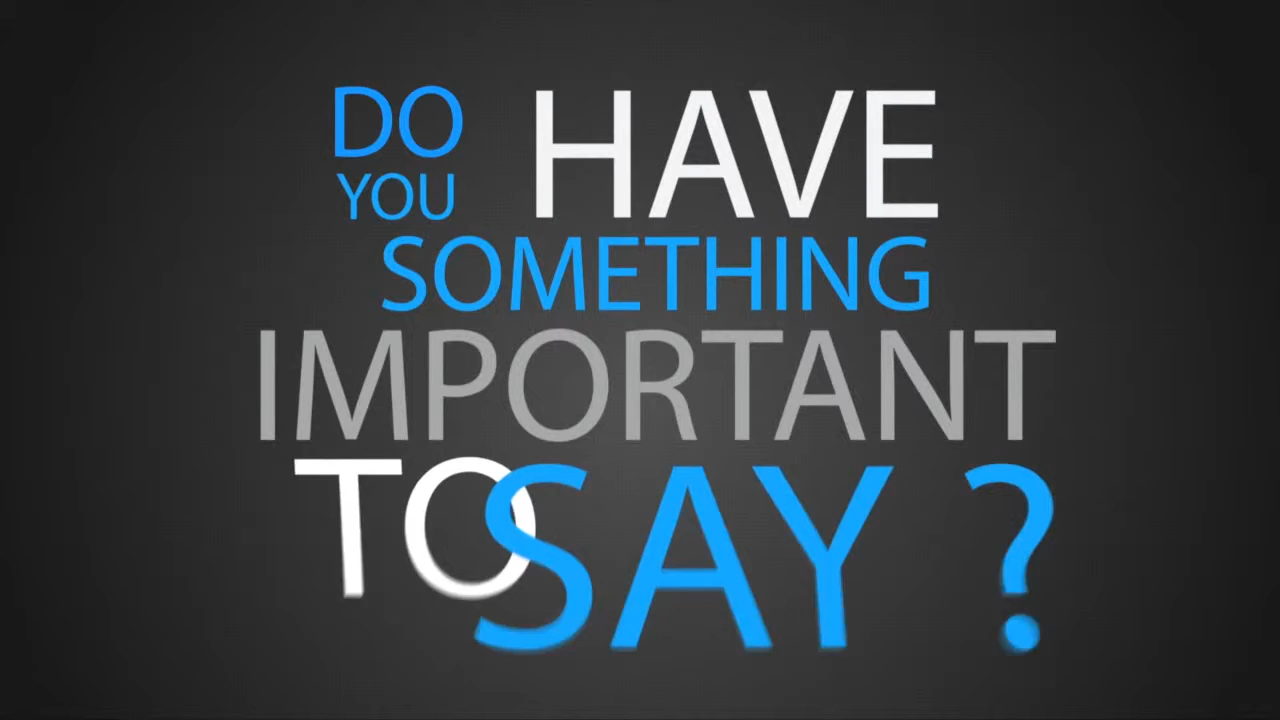 DO HAVE
YOU
SOMETHING
IMPORTANT
TO SAY ?